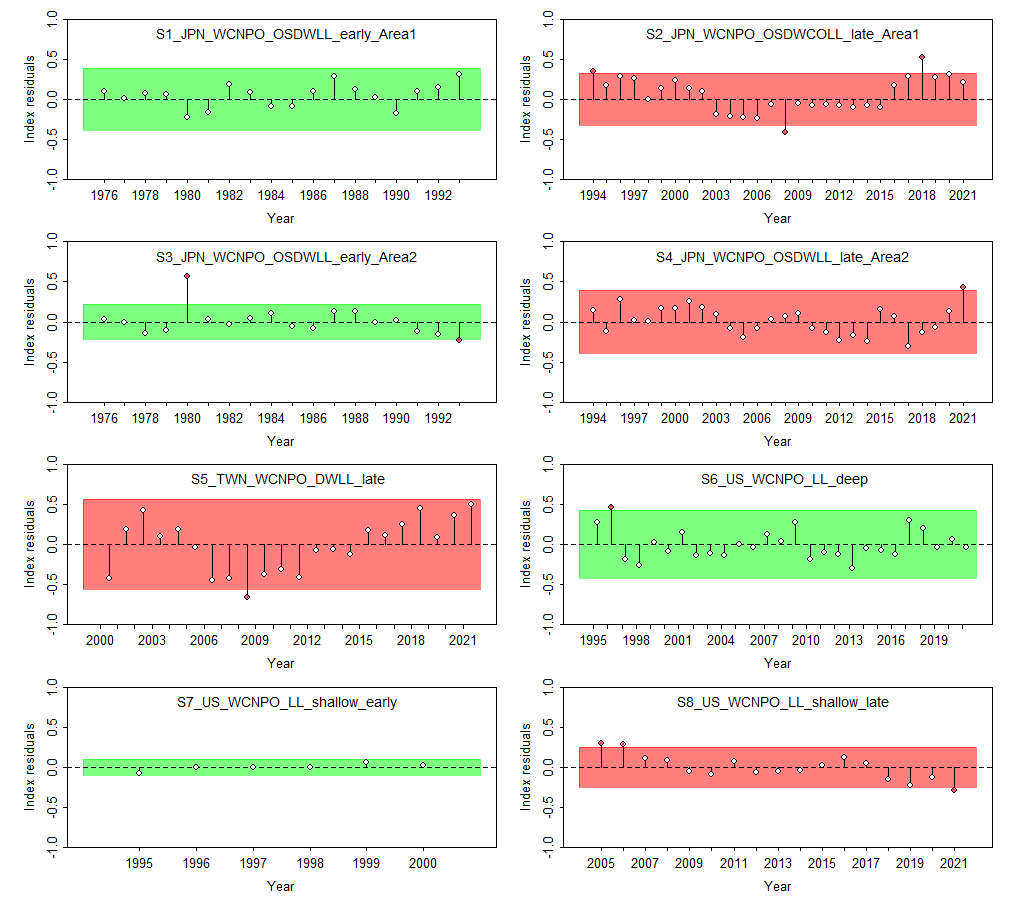 S1_JPN_WCNPO_OSDWLL_early_Area1
Index residuals
1.0
0.5
0.0
-0.5
-1.0
1976 1978 1980 1982 1984 1986 1988 1990 1992
Year
S2_JPN_WCNPO_OSDWCOLL_late_Area1
Index residuals
1.0
0.5
0.0
-0.5
-1.0
1994 1997 2000 2003 2006 2009 2012 2015 2018 2021
Year
S3_JPN_WCNPO_OSDWLL_early_Area2
Index residuals
1.0
0.5
0.0
-0.5
-1.0
1976 1978 1980 1982 1984 1986 1988 1990 1992
Year
S4_JPN_WCNPO_OSDWLL_late_Area2
Index residuals
1.0
0.5
0.0
-0.5
-1.0
1994 1997 2000 2003 2006 2009 2012 2015 2018 2021
Year
S5_TWN_WCNPO_DWLL_late
Index residuals
1.0
0.5
0.0
-0.5
-1.0
2000 2003 2006 2009 2012 2015 2018 2021
Year
S6_US_WCNPO_LL_deep
Index residuals
1.0
0.5
0.0
-0.5
-1.0
1995 1998 2001 2004 2007 2010 2013 2016 2019
Year
S7_US_WCNPO_LL_shallow_early
Index residuals
1.0
0.5
0.0
-0.5
-1.0
1995 1996 1997 1998 1999 2000
Year
S8_US_WCNPO_LL_shallow_late
Index residuals
1.0
0.5
0.0
-0.5
-1.0
2005 2007 2009 2011 2013 2015 2017 2019 2021
Year